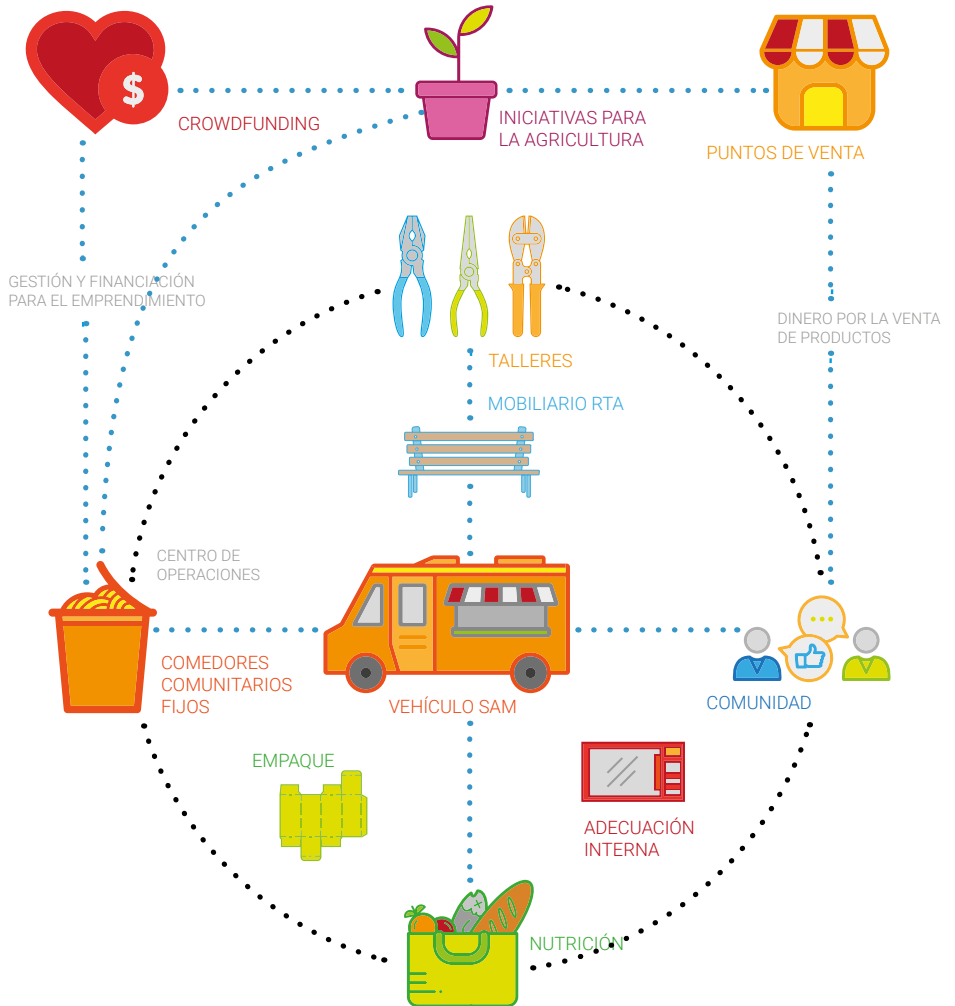 $
CROWDFUNDING
INICIATIVAS PARA
LA AGRICULTURA
PUNTOS DE VENTA
GESTIÓN Y FINANCIACIÓN
PARA EL EMPRENDIMIENTO
DINERO POR LA VENTA
DE PRODUCTOS
TALLERES
MOBILIARIO RTA
CENTRO DE
OPERACIONES
COMEDORES
COMUNITARIOS
FIJOS
VEHÍCULO SAM
COMUNIDAD
EMPAQUE
ADECUACIÓN
INTERNA
NUTRICIÓN